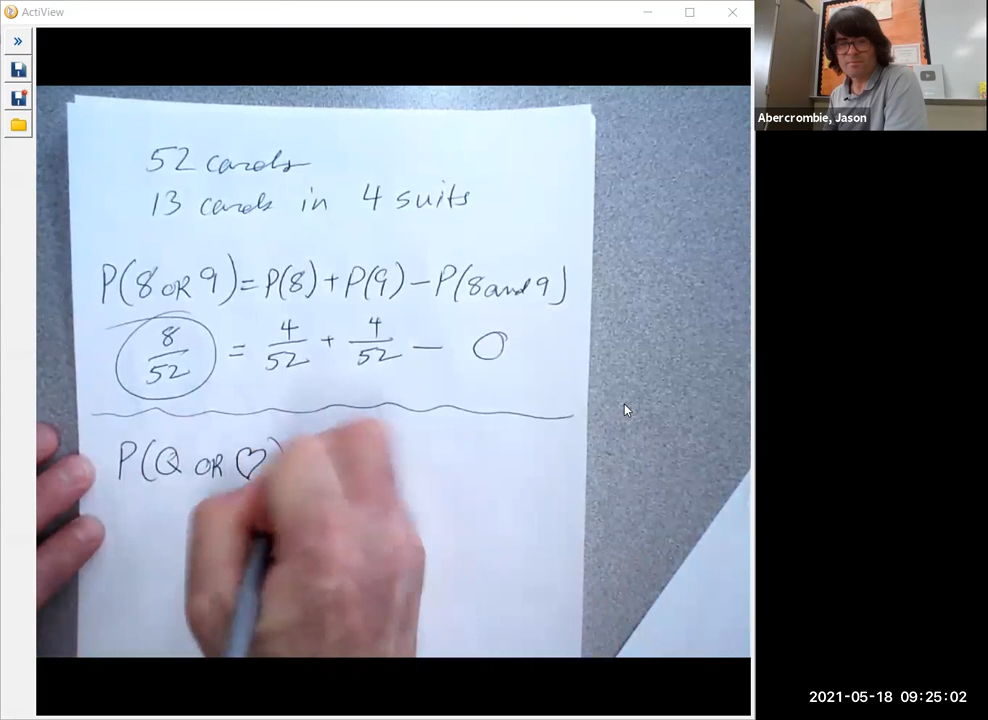 ActiView
Abercrombie, Jason
52 cards
13 cards in 4 suits
P(8 OR 9) = P(8) + P(9) - P(8 and 9)
8/52 = 4/52 + 4/52 - 0
P(Q OR ♡)
2021-05-18 09:25:02